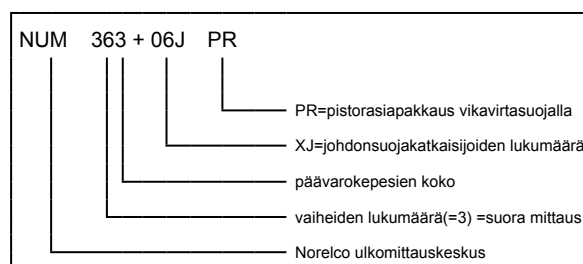 NUM 363 + 06J PR
PR=pistorasiapakkaus vikavirtasuojalla
XJ=johdonsuojakatkaisijoiden lukumäärä
päävarokepesien koko
vaiheiden lukumäärä(=3) =suora mittaus
Norelco ulkomittauskeskus